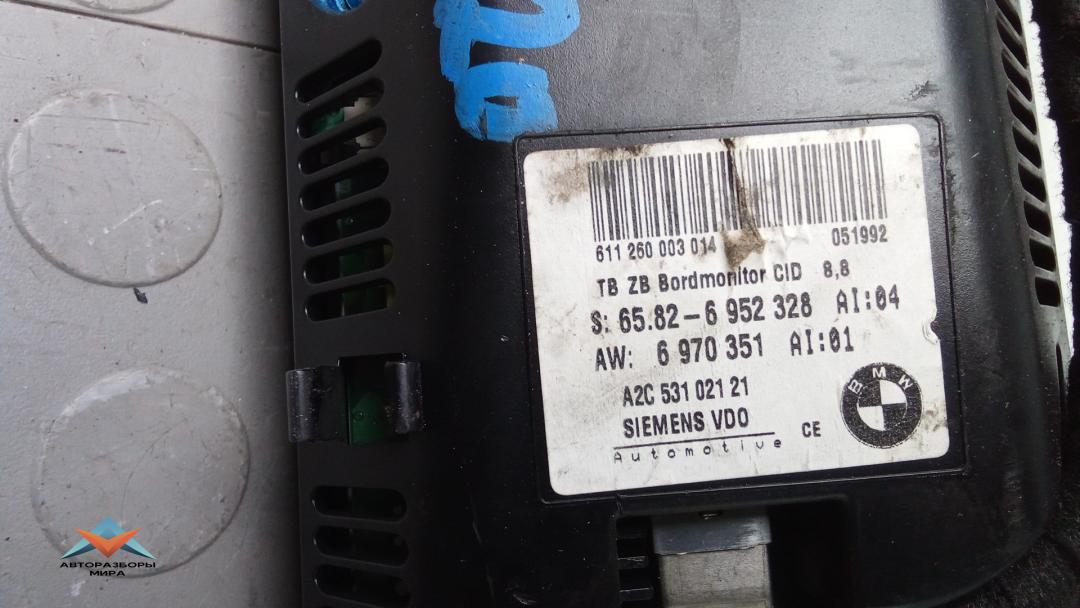 611 260 003 014 051992
TB ZB Bordmonitor CID 8,8
S: 65.82-6 952 328 AI:04
AW: 6 970 351 AI:01
A2C 531 021 21
SIEMENS VDO
Automotive CE
BMW
АВТОРАЗБОРЫ
МИРА